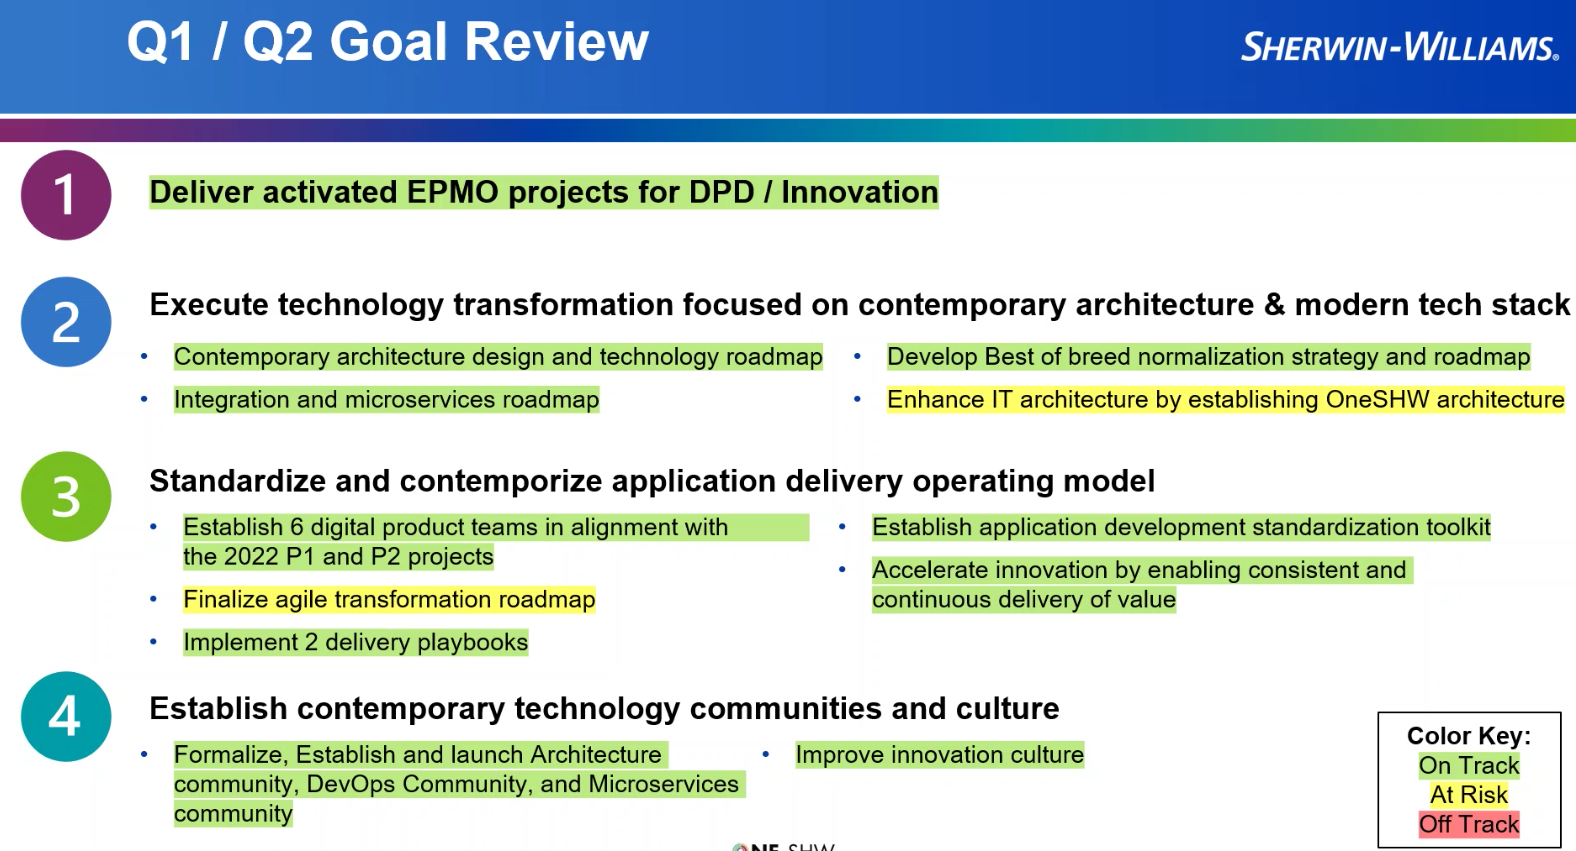 Q1 / Q2 Goal Review
SHERWIN-WILLIAMS®
1
Deliver activated EPMO projects for DPD / Innovation
2
Execute technology transformation focused on contemporary architecture & modern tech stack
• Contemporary architecture design and technology roadmap
• Integration and microservices roadmap
• Develop Best of breed normalization strategy and roadmap
• Enhance IT architecture by establishing OneSHW architecture
3
Standardize and contemporize application delivery operating model
• Establish 6 digital product teams in alignment with
the 2022 P1 and P2 projects
• Finalize agile transformation roadmap
• Implement 2 delivery playbooks
• Establish application development standardization toolkit
• Accelerate innovation by enabling consistent and
continuous delivery of value
4
Establish contemporary technology communities and culture
• Formalize, Establish and launch Architecture
community, DevOps Community, and Microservices
community
• Improve innovation culture
Color Key:
On Track
At Risk
Off Track
ONE SHW